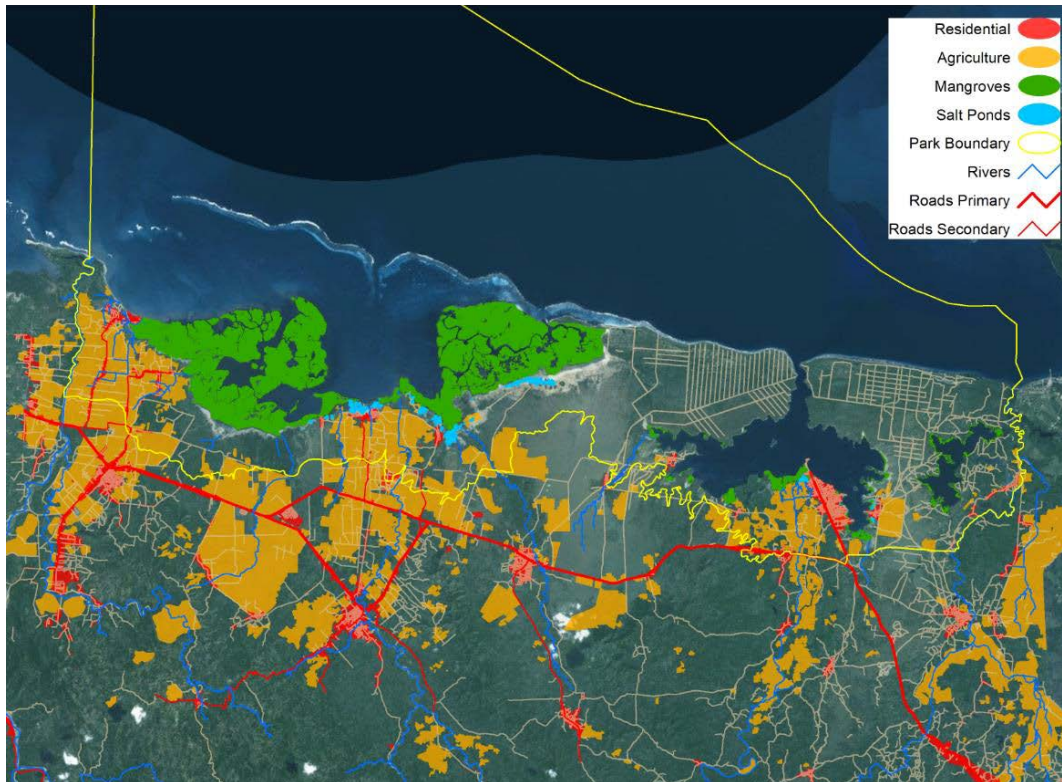 Residential
Agriculture
Mangroves
Salt Ponds
Park Boundary
Rivers
Roads Primary
Roads Secondary